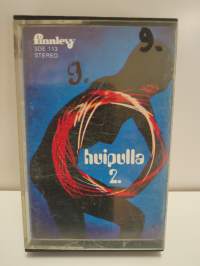 finnlevy
SDE 113
STEREO
9.
9.
huipulla
2.